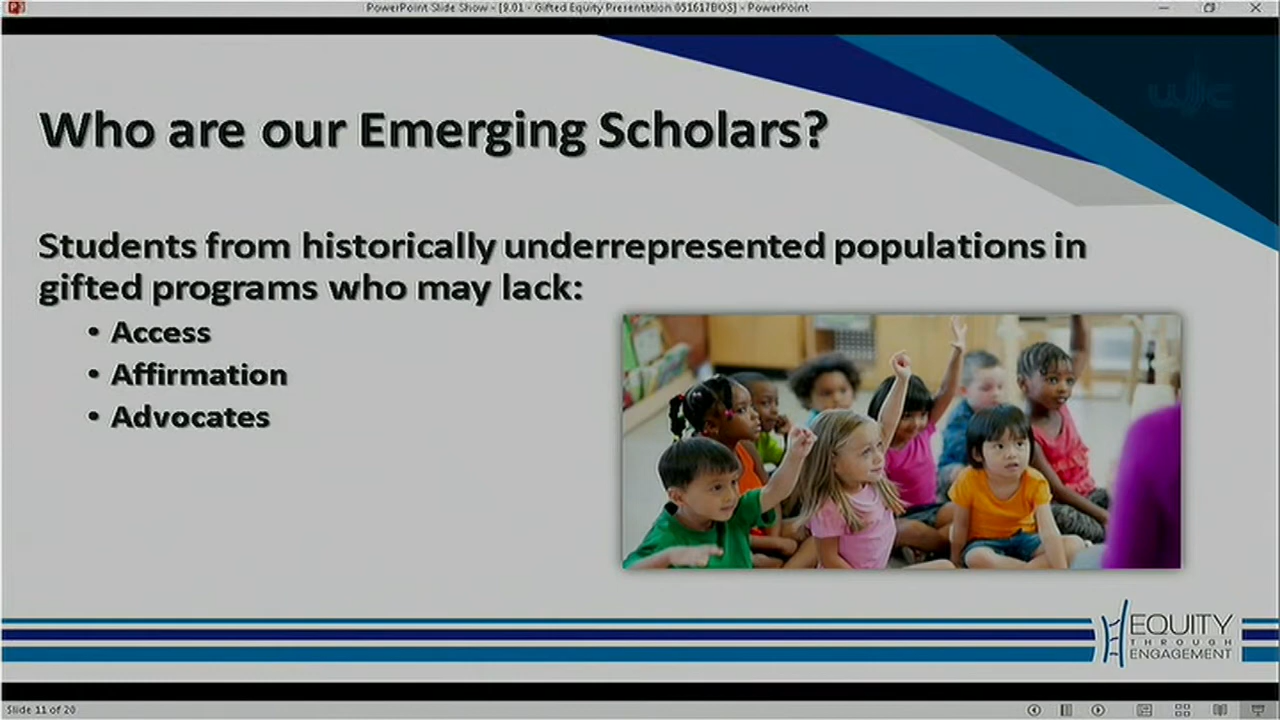 PowerPoint Slide Show - [9.01 - Gifted Equity Presentation 051617BOS] - PowerPoint
Who are our Emerging Scholars?
Students from historically underrepresented populations in
gifted programs who may lack:
• Access
• Affirmation
• Advocates
EQUITY
THROUGH
ENGAGEMENT
Slide 11 of 20